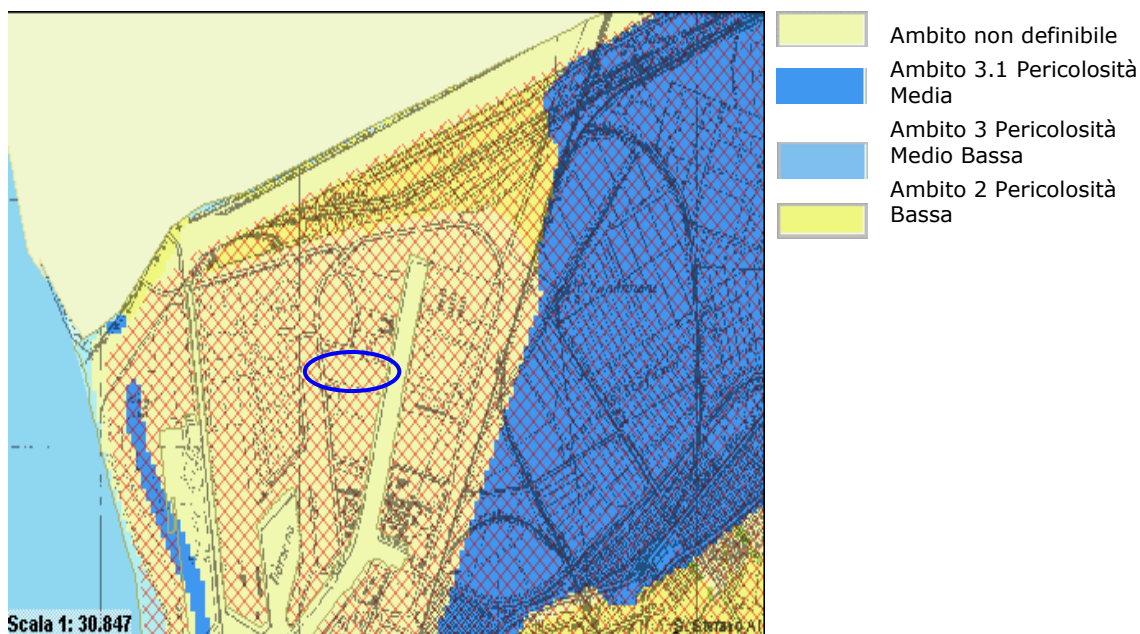 Ambito non definibile
Ambito 3.1 Pericolosità
Media
Ambito 3 Pericolosità
Medio Bassa
Ambito 2 Pericolosità
Bassa
Scala 1: 30.847